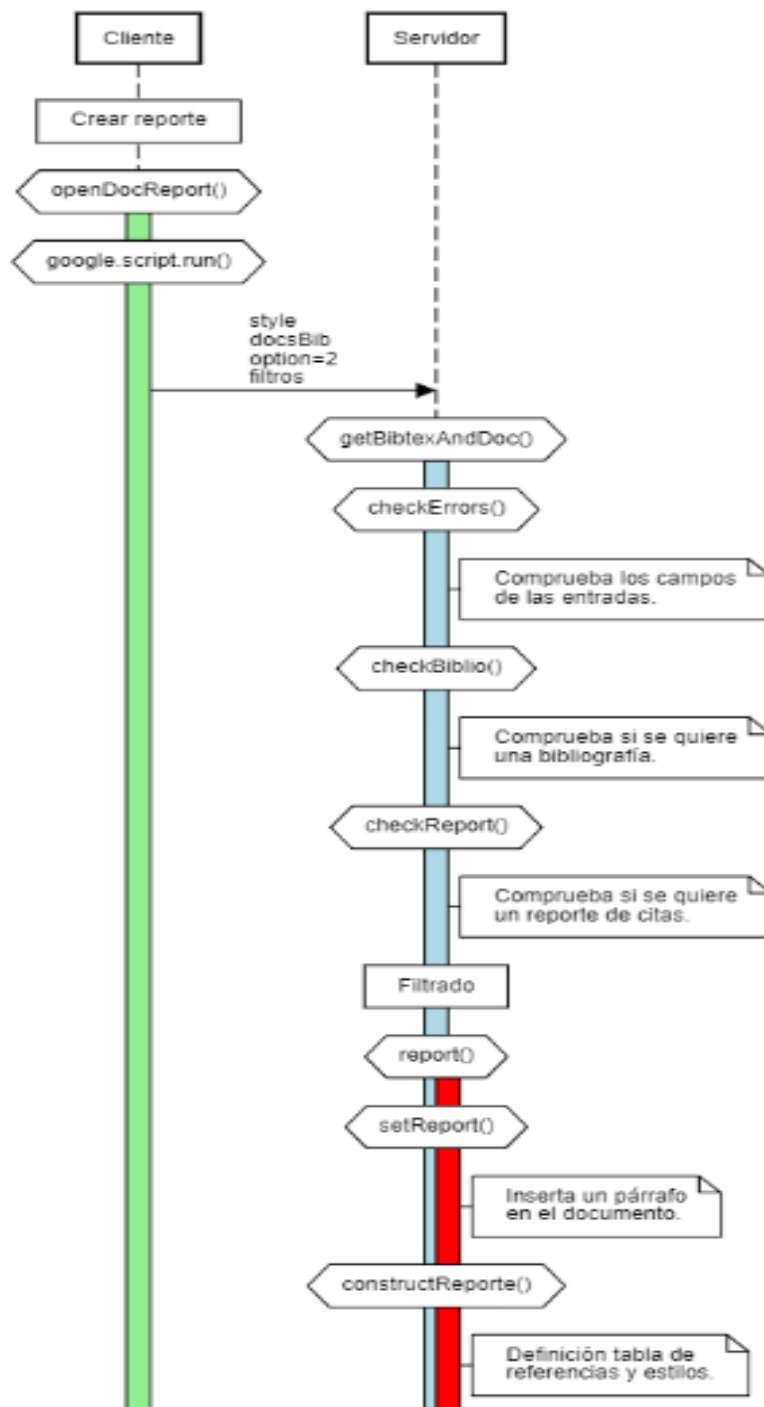 Cliente
Servidor
Crear reporte
openDocReport()
google.script.run()
style
docsBib
option=2
filtros
getBibtexAndDoc()
checkErrors()
Comprueba los campos
de las entradas.
checkBiblio()
Comprueba si se quiere
una bibliografía.
checkReport()
Comprueba si se quiere
un reporte de citas.
Filtrado
report()
setReport()
Inserta un párrafo
en el documento.
constructReporte()
Definición tabla de
referencias y estilos.